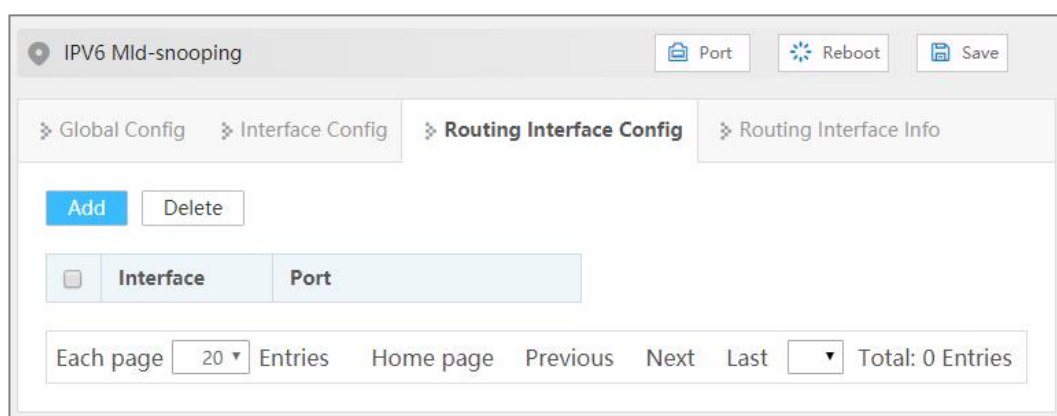 IPV6 Mld-snooping Port Reboot Save
Global Config Interface Config Routing Interface Config Routing Interface Info
Add Delete
Interface Port
Each page 20 Entries Home page Previous Next Last Total: 0 Entries